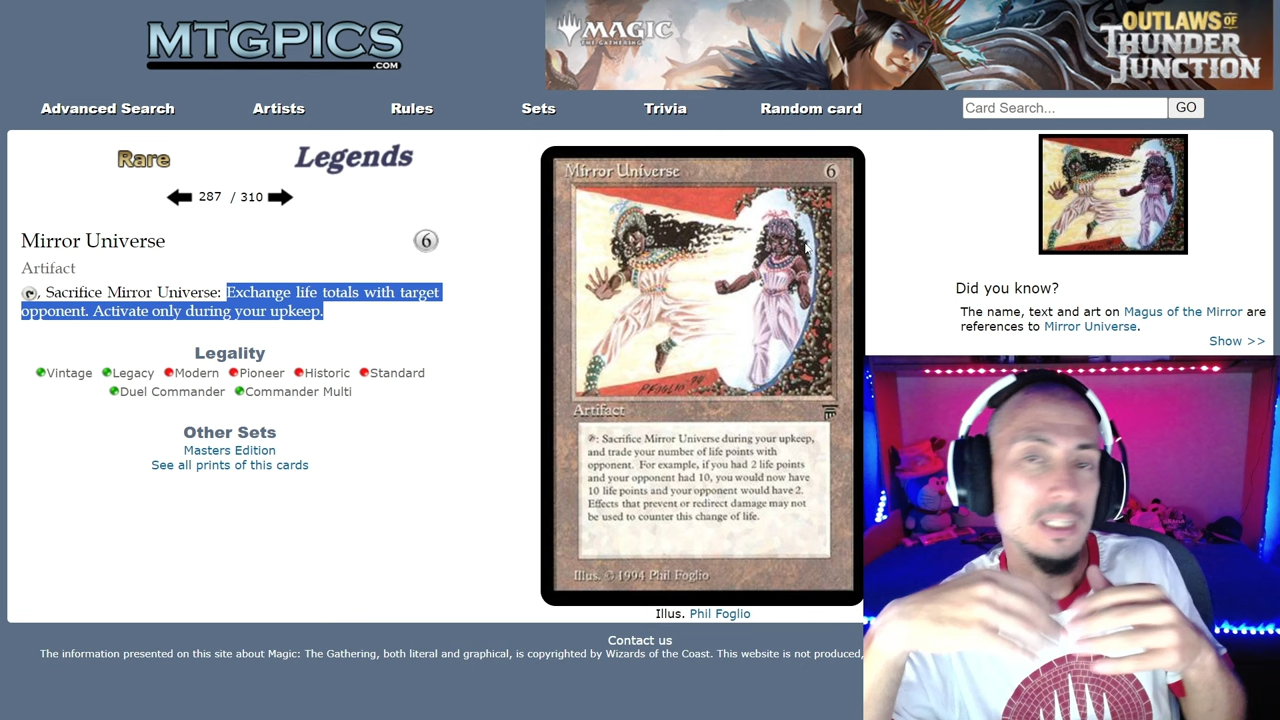 MTGPICS
.COM
MAGIC
THE GATHERING
OUTLAWS OF
THUNDER
JUNCTION
Advanced Search
Artists
Rules
Sets
Trivia
Random card
Card Search...
GO
Rare
Legends
287 / 310
Mirror Universe
6
Artifact
, Sacrifice Mirror Universe: Exchange life totals with target
opponent. Activate only during your upkeep.
Legality
Vintage Legacy Modern Pioneer Historic Standard
Duel Commander Commander Multi
Other Sets
Masters Edition
See all prints of this cards
Mirror Universe 6
PFOGLIO-94
Artifact
: Sacrifice Mirror Universe during your upkeep,
and trade your number of life points with
opponent. For example, if you had 2 life points
and your opponent had 10, you would now have
10 life points and your opponent would have 2.
Effects that prevent or redirect damage may not
be used to counter this change of life.
Illus. © 1994 Phil Foglio
Illus. Phil Foglio
Did you know?
The name, text and art on Magus of the Mirror are
references to Mirror Universe.
Show >>
Contact us
The information presented on this site about Magic: The Gathering, both literal and graphical, is copyrighted by Wizards of the Coast. This website is not produced,